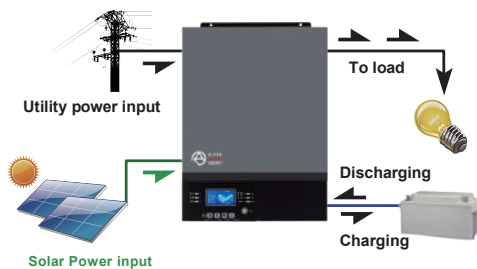 To load
Utility power input
Discharging
Charging
Solar Power input